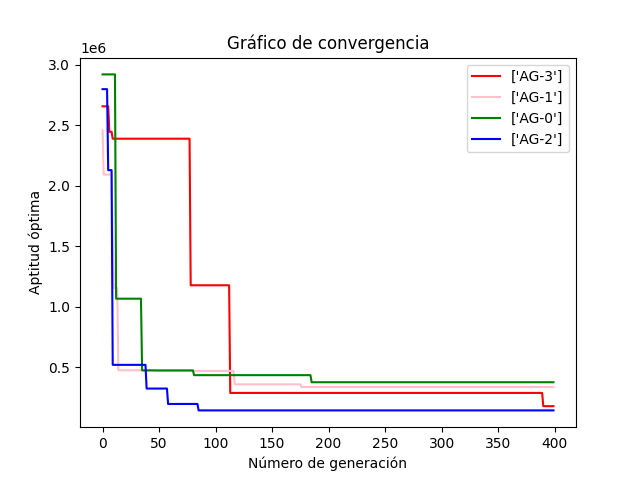 Gráfico de convergencia
1e6
3.0
2.5
2.0
1.5
1.0
0.5
Aptitud óptima
['AG-3']
['AG-1']
['AG-0']
['AG-2']
0 50 100 150 200 250 300 350 400
Número de generación